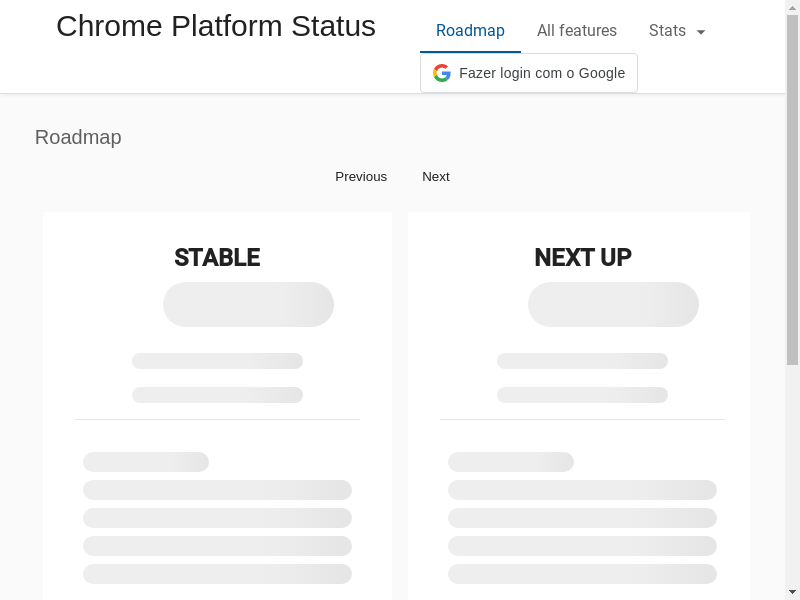 Chrome Platform Status
Roadmap
All features
Stats
Fazer login com o Google
Roadmap
Previous
Next
STABLE
NEXT UP